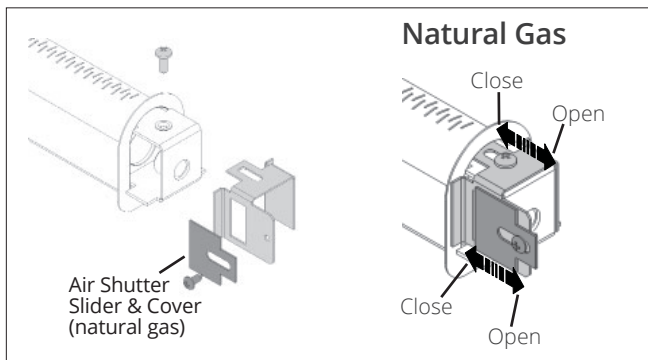 Natural Gas
Close
Open
Air Shutter
Slider & Cover
(natural gas)
Close
Open